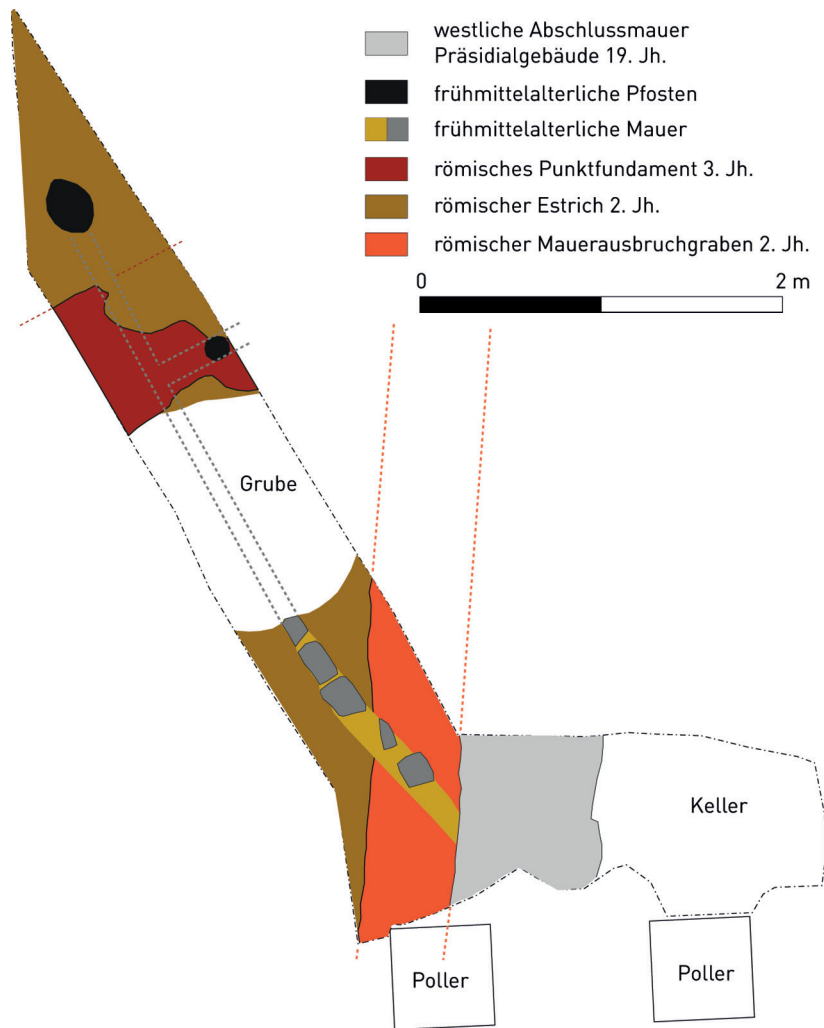 westliche Abschlussmauer
Präsidialgebäude 19. Jh.
frühmittelalterliche Pfosten
frühmittelalterliche Mauer
römisches Punktfundament 3. Jh.
römischer Estrich 2. Jh.
römischer Mauerausbruchgraben 2. Jh.
0 2 m
Grube
Keller
Poller
Poller